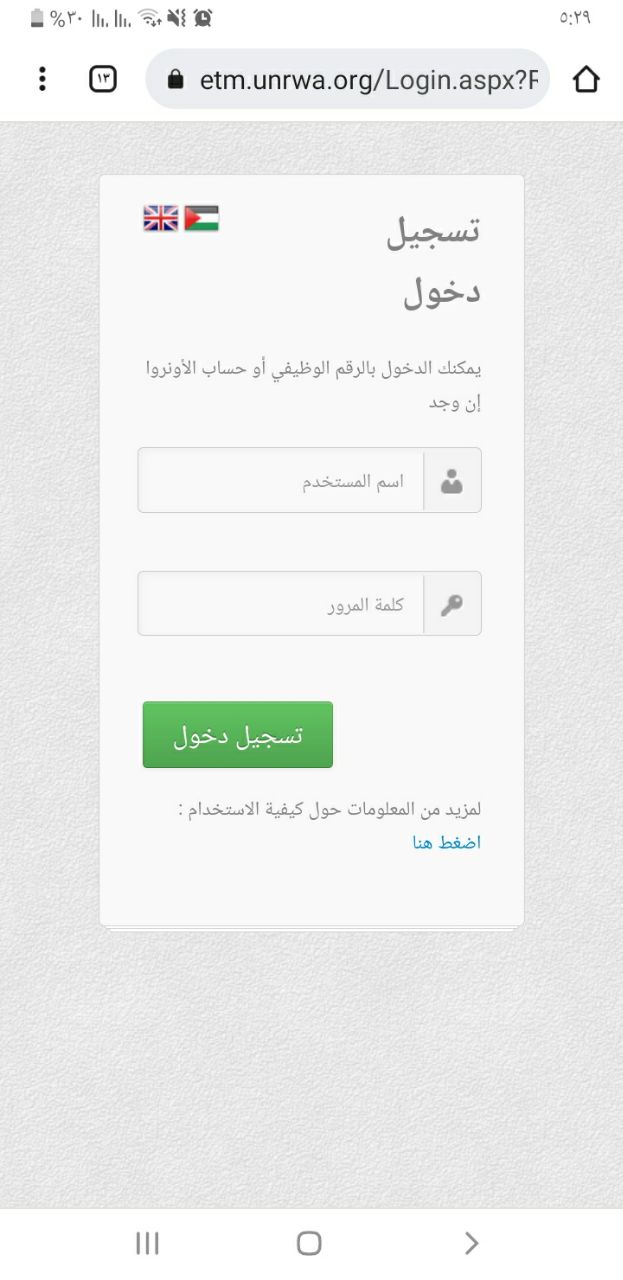 %٣٠
٥:٢٩
١٣
etm.unrwa.org/Login.aspx?F
تسجيل
دخول
يمكنك الدخول بالرقم الوظيفي أو حساب الأونروا
إن وجد
اسم المستخدم
كلمة المرور
تسجيل دخول
لمزيد من المعلومات حول كيفية الاستخدام :
اضغط هنا